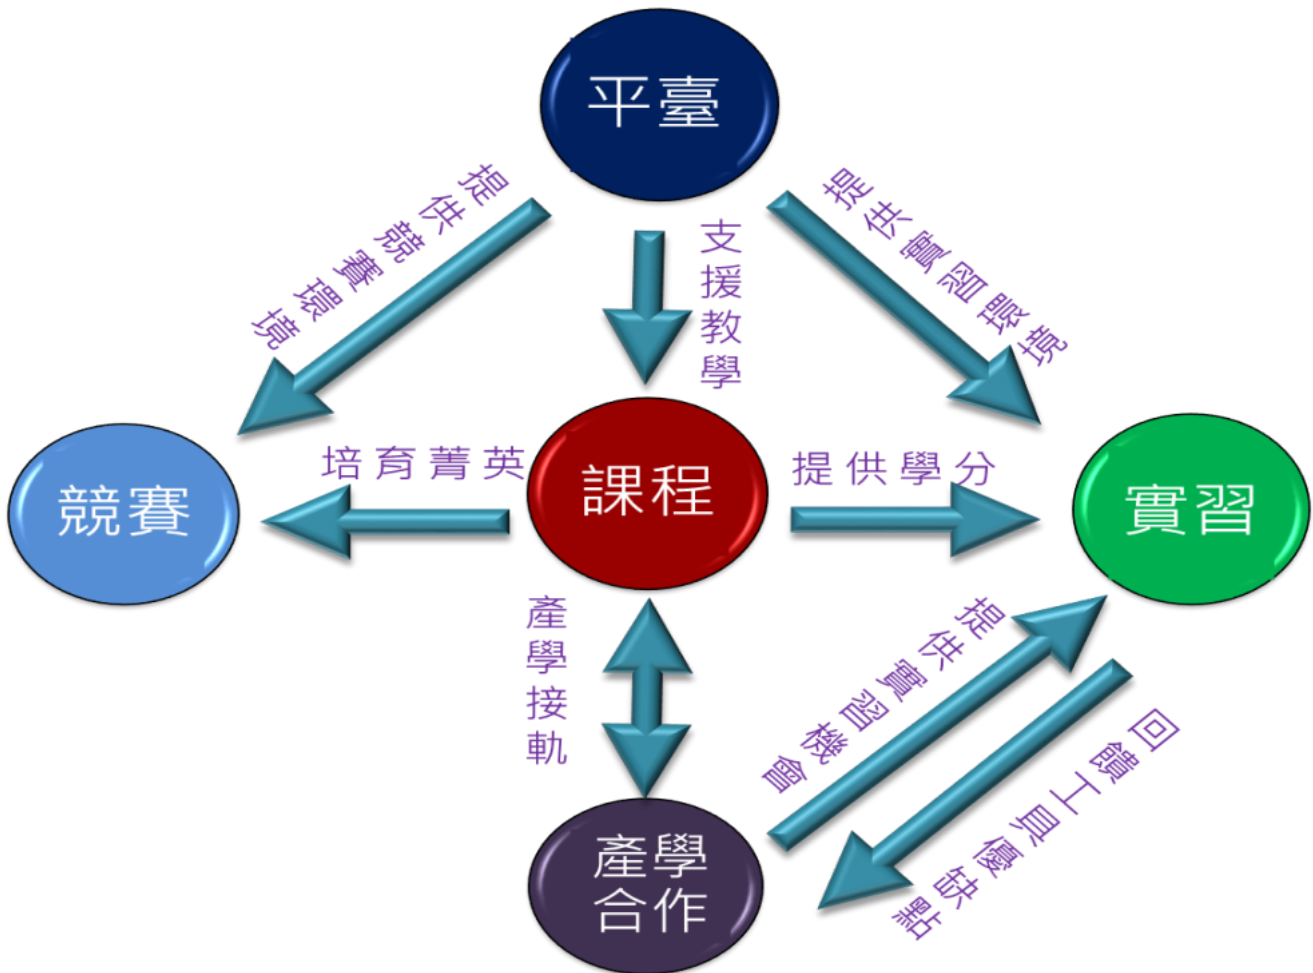 平臺
提供競賽環境
支援教學
提供實習環境
培育菁英
提供學分
競賽
課程
實習
產學接軌
提供實習機會
回饋工具優缺點
產學
合作